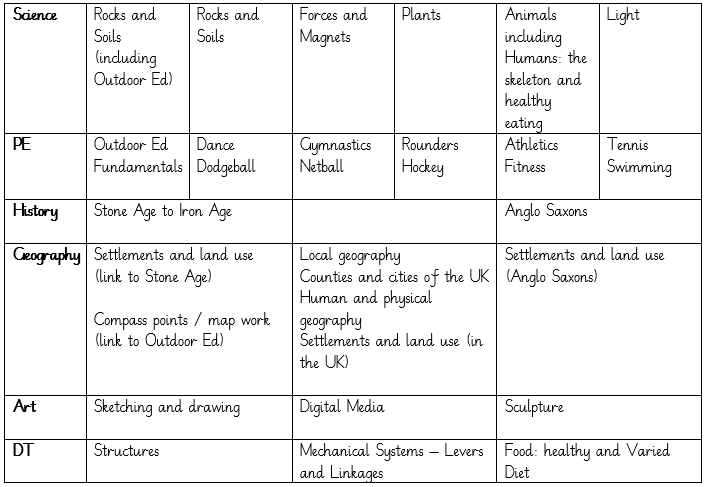 Science
Rocks and
Soils
(including
Outdoor Ed)
Rocks and
Soils
Forces and
Magnets
Plants
Animals
including
Humans: the
skeleton and
healthy
eating
Light
PE
Outdoor Ed
Fundamentals
Dance
Dodgeball
Gymnastics
Netball
Rounders
Hockey
Athletics
Fitness
Tennis
Swimming
History
Stone Age to Iron Age
Anglo Saxons
Geography
Settlements and land use
(link to Stone Age)
Compass points / map work
(link to Outdoor Ed)
Local geography
Counties and cities of the UK
Human and physical
geography
Settlements and land use (in
the UK)
Settlements and land use
(Anglo Saxons)
Art
Sketching and drawing
Digital Media
Sculpture
DT
Structures
Mechanical Systems – Levers
and Linkages
Food: healthy and Varied
Diet